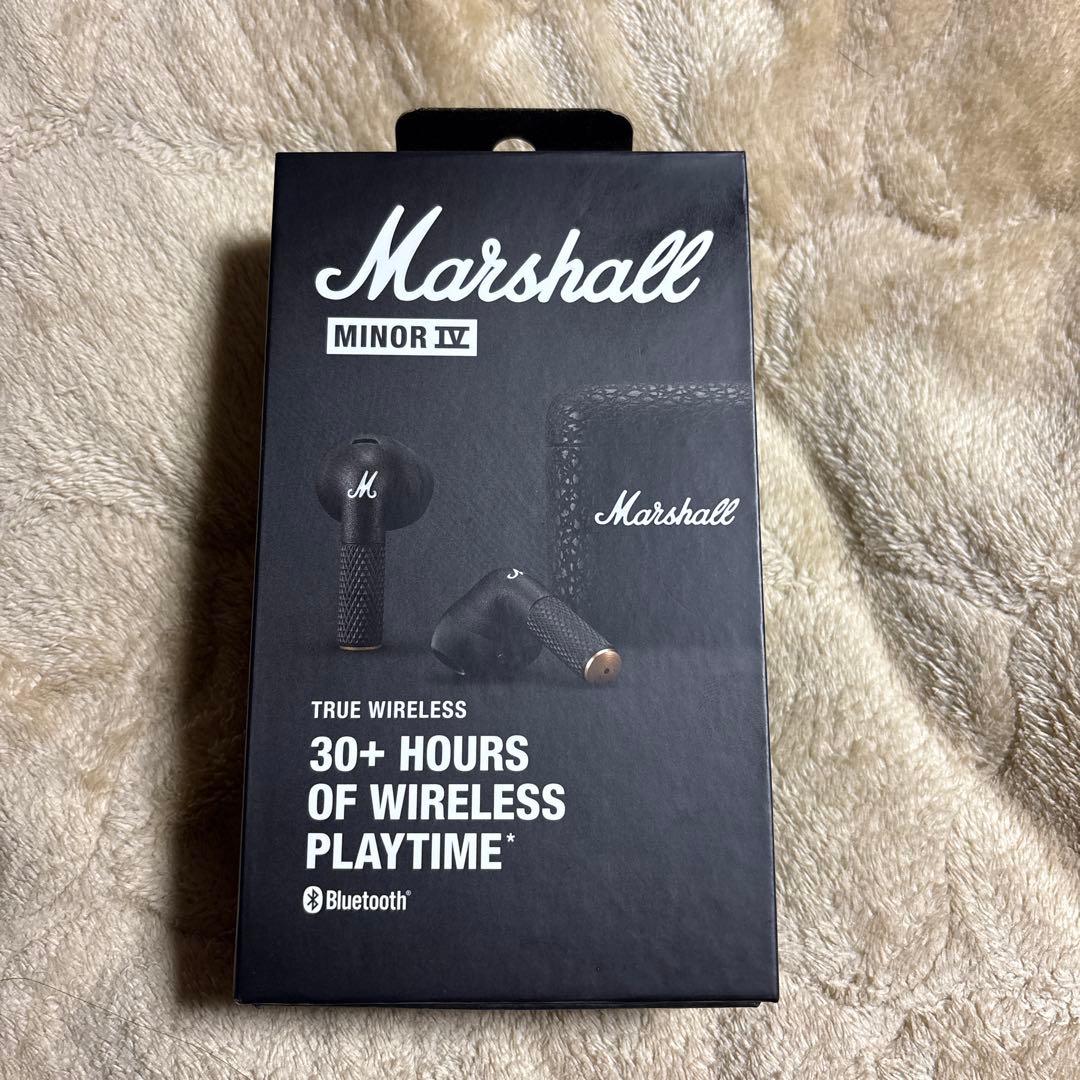 Marshall
MINOR IV
M
Marshall
TRUE WIRELESS
30+ HOURS
OF WIRELESS
PLAYTIME*
Bluetooth®